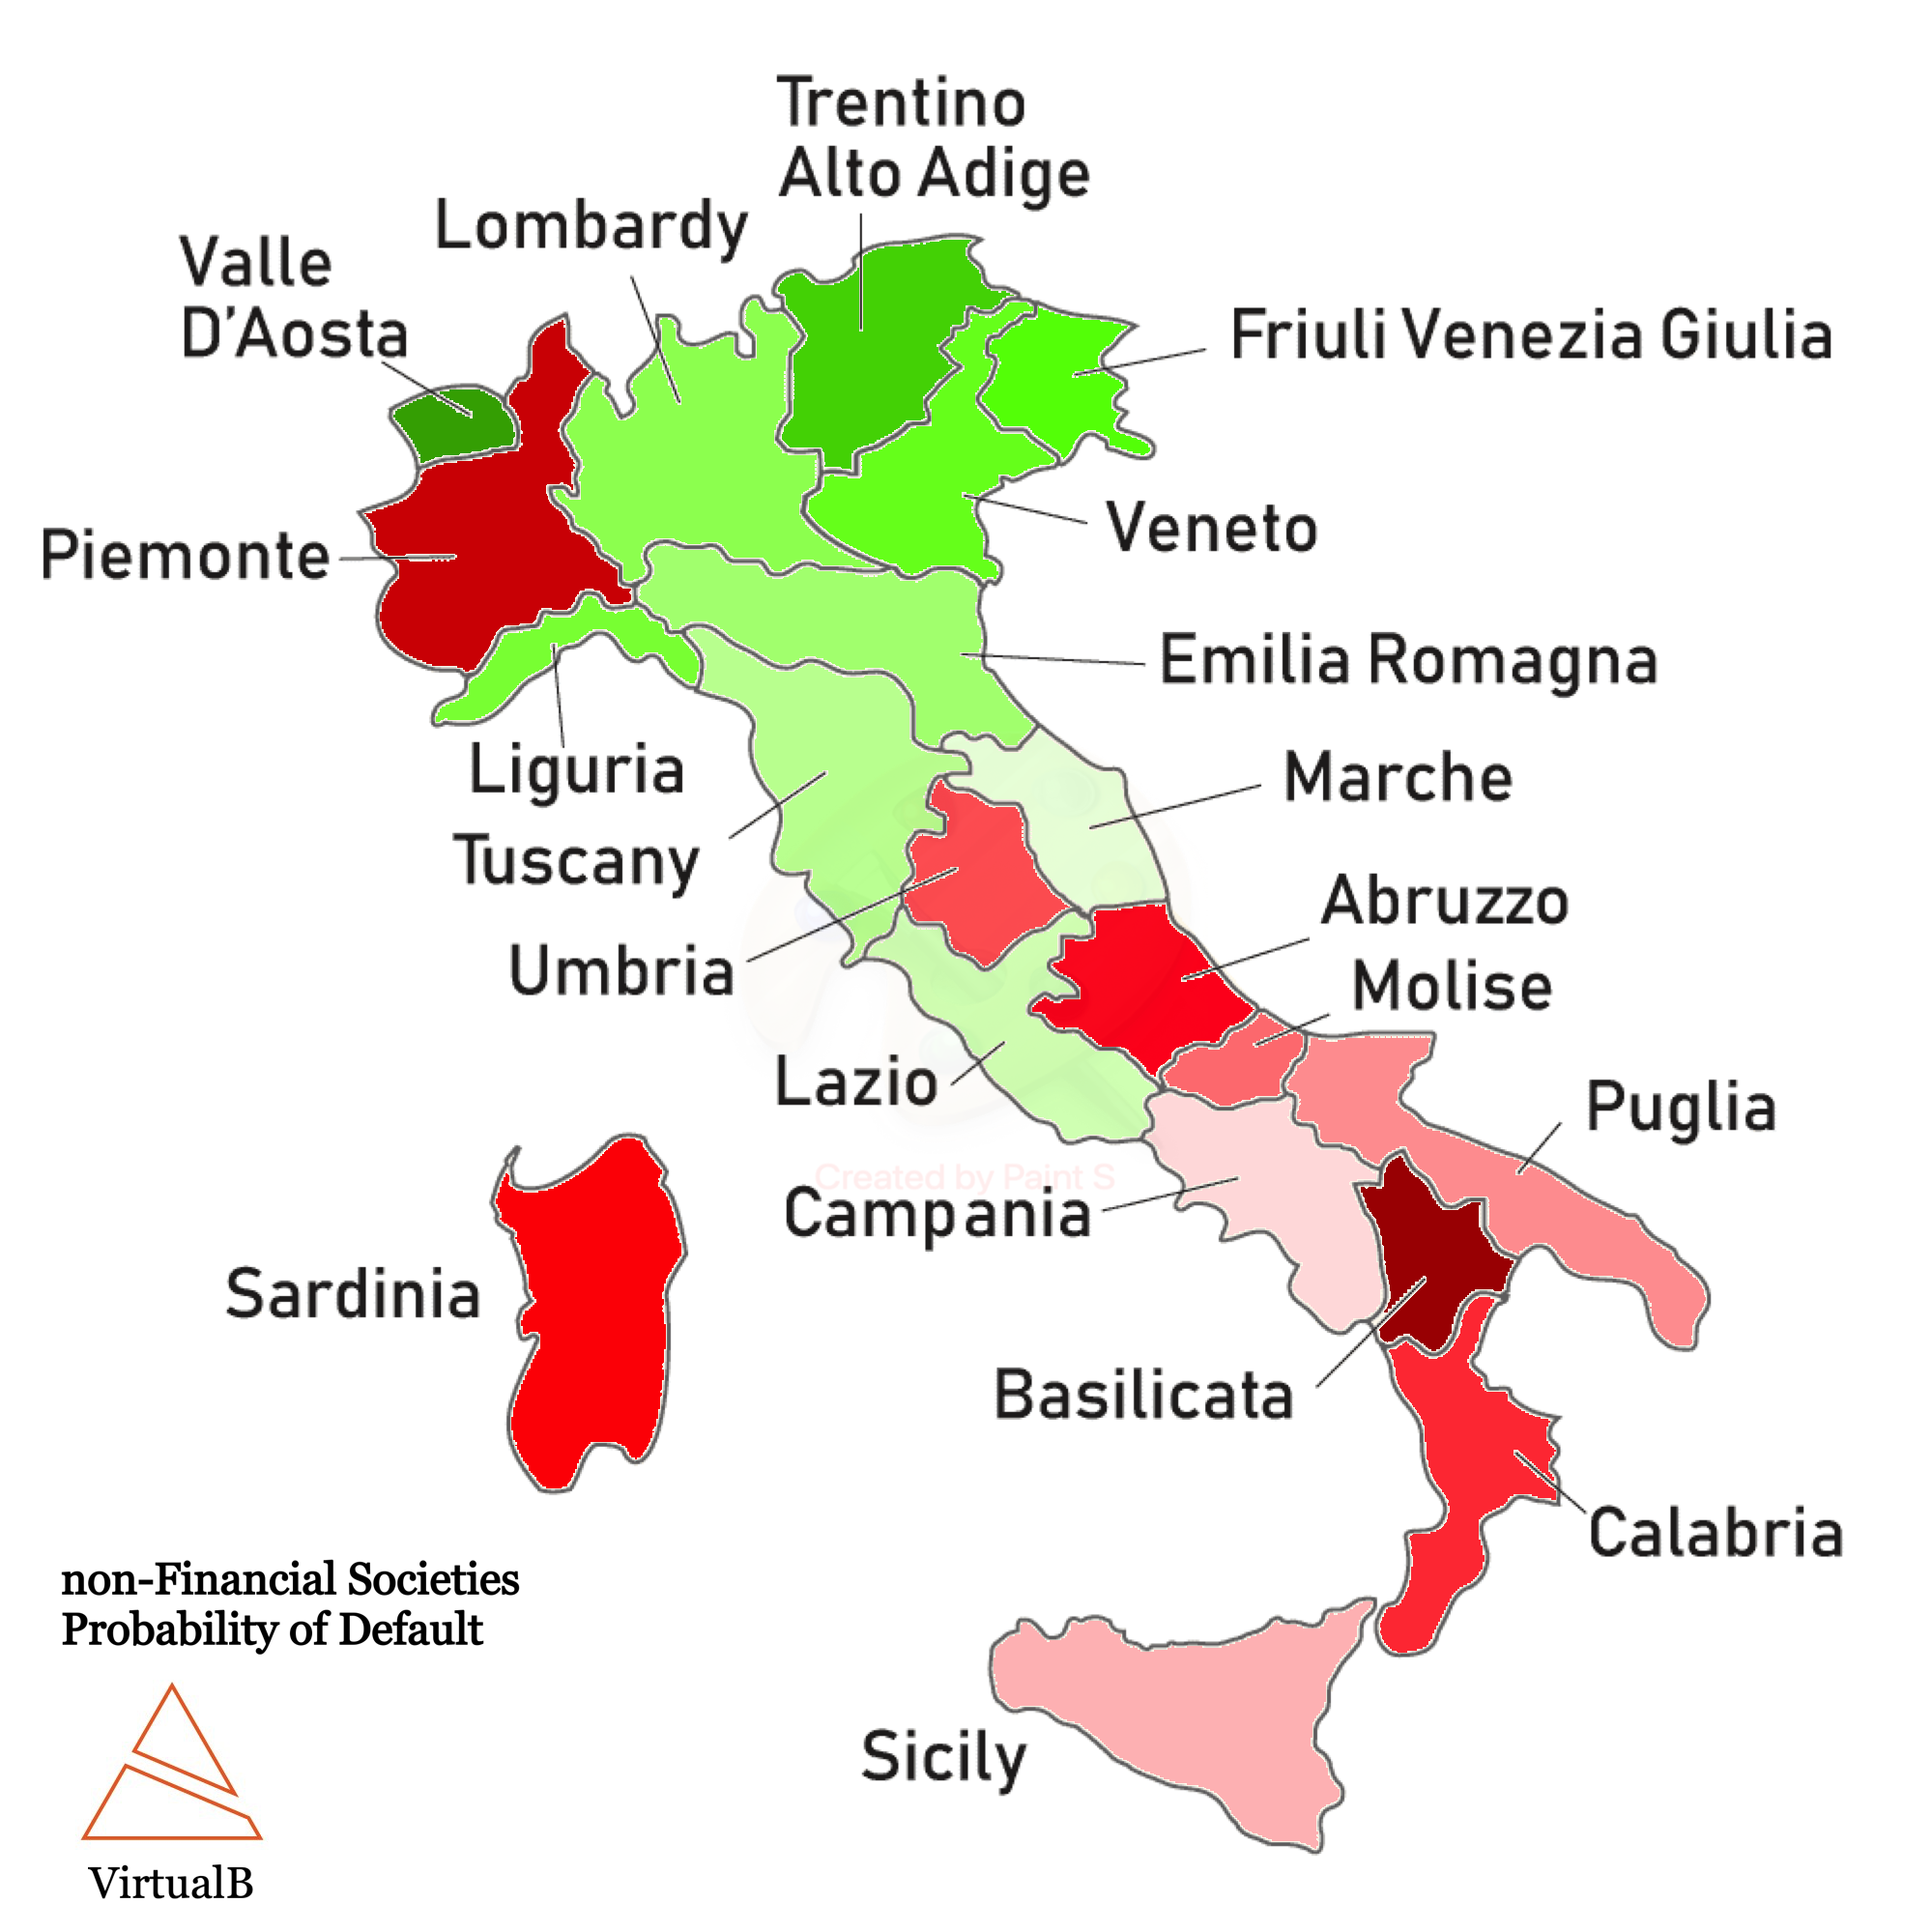 Trentino
Alto Adige
Lombardy
Valle
D'Aosta
Friuli Venezia Giulia
Veneto
Piemonte
Emilia Romagna
Liguria
Marche
Tuscany
Abruzzo
Umbria
Molise
Lazio
Puglia
Created by Paint S
Campania
Sardinia
Basilicata
Calabria
non-Financial Societies
Probability of Default
Sicily
VirtualB